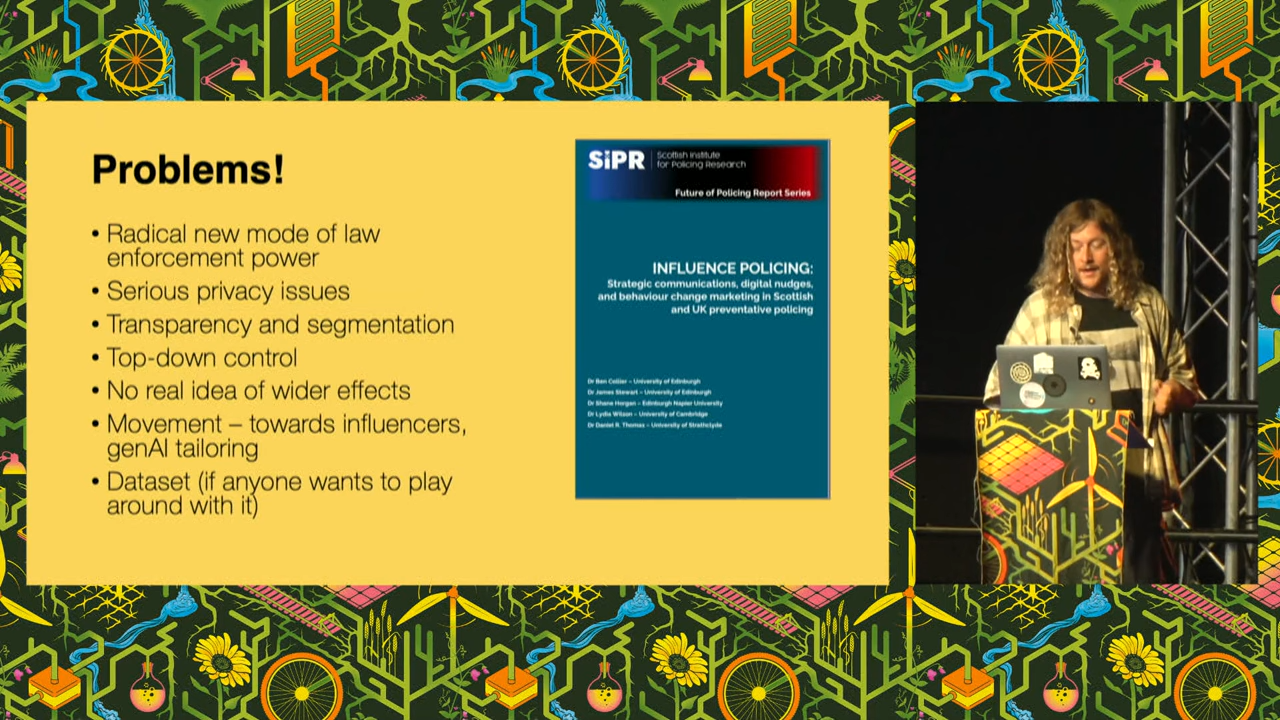 Problems!
• Radical new mode of law
enforcement power
• Serious privacy issues
• Transparency and segmentation
• Top-down control
• No real idea of wider effects
• Movement – towards influencers,
genAI tailoring
• Dataset (if anyone wants to play
around with it)
SiPR
Scottish Institute
for Policing Research
Future of Policing Report Series
INFLUENCE POLICING:
Strategic communications, digital nudges,
and behaviour change marketing in Scottish
and UK preventative policing
Dr Ben Collier – University of Edinburgh
Dr James Stewart – University of Edinburgh
Dr Shane Horgan – Edinburgh Napier University
Dr Lydia Wilson – University of Cambridge
Dr Daniel R. Thomas – University of Strathclyde